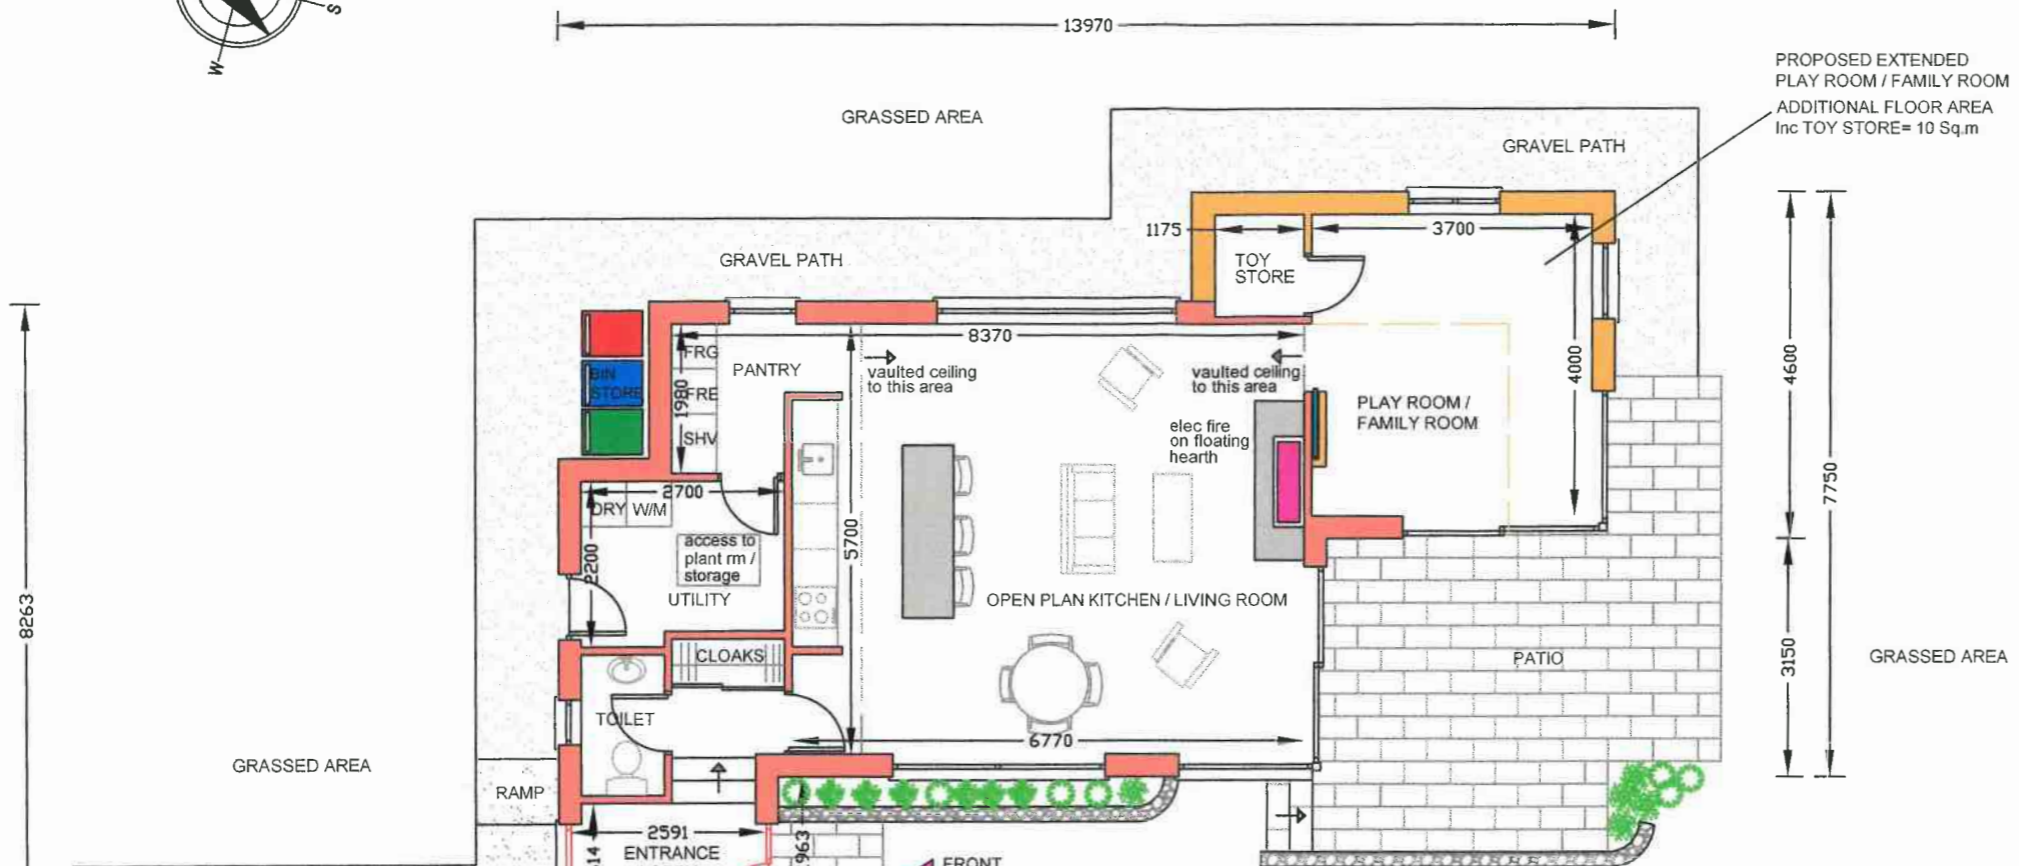 S
W
13970
PROPOSED EXTENDED
PLAY ROOM / FAMILY ROOM
ADDITIONAL FLOOR AREA
Inc TOY STORE= 10 Sq.m
GRASSED AREA
GRAVEL PATH
1175
3700
TOY
STORE
GRAVEL PATH
8370
FRG
PANTRY
vaulted ceiling
to this area
vaulted ceiling
to this area
4000
4600
BIN
STORE
1980
FRE
SHV
PLAY ROOM /
FAMILY ROOM
elec fire
on floating
hearth
7750
2700
DRY
W/M
5700
access to
plant rm /
storage
2200
UTILITY
OPEN PLAN KITCHEN / LIVING ROOM
8263
CLOAKS
PATIO
3150
GRASSED AREA
TOILET
6770
GRASSED AREA
RAMP
2591
ENTRANCE
14
963
FRONT